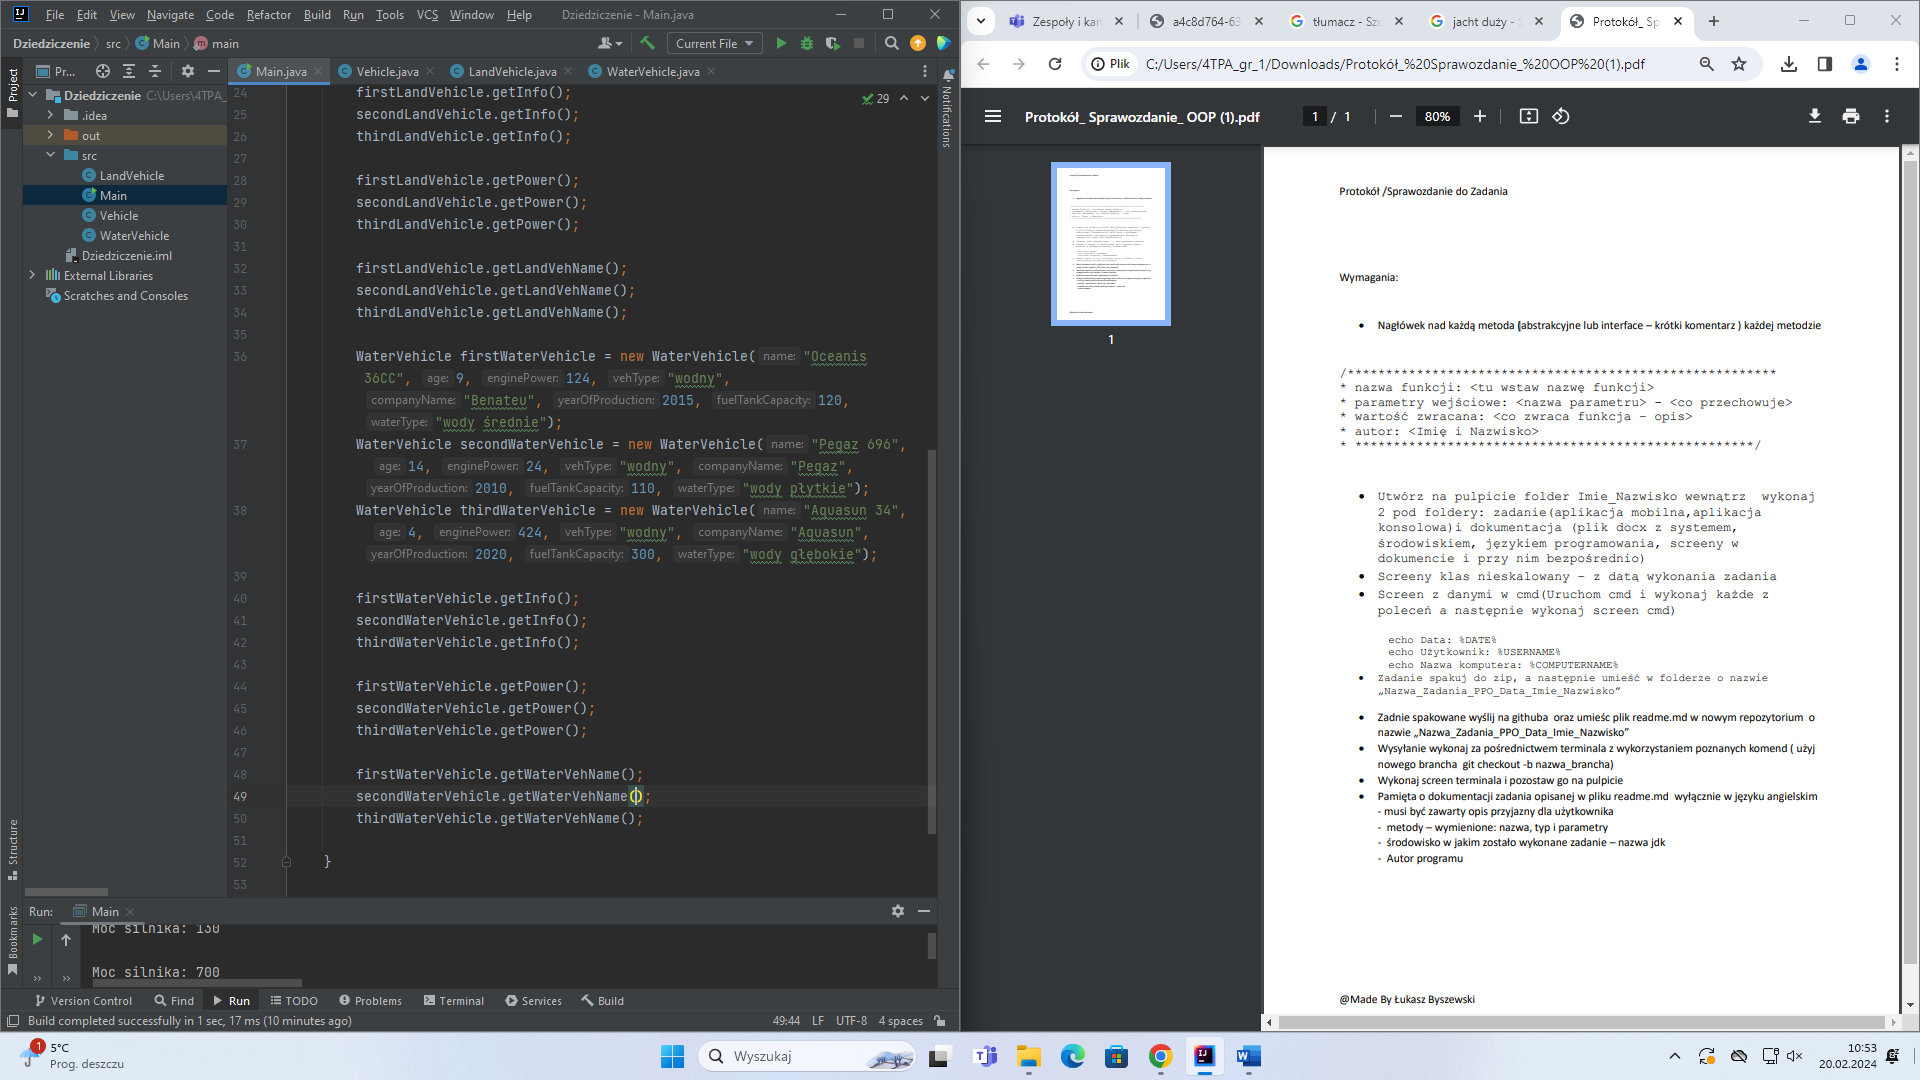 File Edit View Navigate Code Refactor Build Run Tools VCS Window Help Dziedziczenie - Main.java
Dziedziczenie src Main main Current File
Pr... Main.java Vehicle.java LandVehicle.java WaterVehicle.java
Project
Dziedziczenie C:\Users\4TPA_
.idea
out
src
LandVehicle
Main
Vehicle
WaterVehicle
Dziedziczenie.iml
External Libraries
Scratches and Consoles
Structure
Bookmarks
Notifications
29
24 firstLandVehicle.getInfo();
25 secondLandVehicle.getInfo();
26 thirdLandVehicle.getInfo();
27
28 firstLandVehicle.getPower();
29 secondLandVehicle.getPower();
30 thirdLandVehicle.getPower();
31
32 firstLandVehicle.getLandVehName();
33 secondLandVehicle.getLandVehName();
34 thirdLandVehicle.getLandVehName();
35
36 WaterVehicle firstWaterVehicle = new WaterVehicle( name: "Oceanis
36CC", age: 9, enginePower: 124, vehType: "wodny",
companyName: "Benateu", yearOfProduction: 2015, fuelTankCapacity: 120,
waterType: "wody średnie");
37 WaterVehicle secondWaterVehicle = new WaterVehicle( name: "Pegaz 696",
age: 14, enginePower: 24, vehType: "wodny", companyName: "Pegaz",
yearOfProduction: 2010, fuelTankCapacity: 110, waterType: "wody płytkie");
38 WaterVehicle thirdWaterVehicle = new WaterVehicle( name: "Aquasun 34",
age: 4, enginePower: 424, vehType: "wodny", companyName: "Aquasun",
yearOfProduction: 2020, fuelTankCapacity: 300, waterType: "wody głębokie");
39
40 firstWaterVehicle.getInfo();
41 secondWaterVehicle.getInfo();
42 thirdWaterVehicle.getInfo();
43
44 firstWaterVehicle.getPower();
45 secondWaterVehicle.getPower();
46 thirdWaterVehicle.getPower();
47
48 firstWaterVehicle.getWaterVehName();
49 secondWaterVehicle.getWaterVehName();
50 thirdWaterVehicle.getWaterVehName();
51
52 }
53
Run: Main
Moc silnika: 130
Moc silnika: 700
Version Control Find Run TODO Problems Terminal Services Build
Build completed successfully in 1 sec, 17 ms (10 minutes ago) 49:44 LF UTF-8 4 spaces
Zespoły i kan a4c8d764-63 tłumacz - Szu jacht duży - S Protokół_ Sp
Plik C:/Users/4TPA_gr_1/Downloads/Protokół_%20Sprawozdanie_%20OOP%20(1).pdf
Protokół_ Sprawozdanie_ OOP (1).pdf 1 / 1 80%
1
Protokół /Sprawozdanie do Zadania
Wymagania:
• Nagłówek nad każdą metoda (abstrakcyjne lub interface – krótki komentarz ) każdej metodzie
/********************************************************
* nazwa funkcji: <tu wstaw nazwę funkcji>
* parametry wejściowe: <nazwa parametru> - <co przechowuje>
* wartość zwracana: <co zwraca funkcja - opis>
* autor: <Imię i Nazwisko>
* ****************************************************/
• Utwórz na pulpicie folder Imie_Nazwisko wewnątrz wykonaj
2 pod foldery: zadanie(aplikacja mobilna,aplikacja
konsolowa)i dokumentacja (plik docx z systemem,
środowiskiem, językiem programowania, screeny w
dokumencie i przy nim bezpośrednio)
• Screeny klas nieskalowany – z datą wykonania zadania
• Screen z danymi w cmd(Uruchom cmd i wykonaj każde z
poleceń a następnie wykonaj screen cmd)
echo Data: %DATE%
echo Użytkownik: %USERNAME%
echo Nazwa komputera: %COMPUTERNAME%
• Zadanie spakuj do zip, a następnie umieść w folderze o nazwie
„Nazwa_Zadania_PPO_Data_Imie_Nazwisko”
• Zadnie spakowane wyślij na githuba oraz umieśc plik readme.md w nowym repozytorium o
nazwie „Nazwa_Zadania_PPO_Data_Imie_Nazwisko”
• Wysyłanie wykonaj za pośrednictwem terminala z wykorzystaniem poznanych komend ( użyj
nowego brancha git checkout -b nazwa_brancha)
• Wykonaj screen terminala i pozostaw go na pulpicie
• Pamięta o dokumentacji zadania opisanej w pliku readme.md wyłącznie w języku angielskim
- musi być zawarty opis przyjazny dla użytkownika
- metody – wymienione: nazwa, typ i parametry
- środowisko w jakim zostało wykonane zadanie – nazwa jdk
- Autor programu
@Made By Łukasz Byszewski
1 5°C
Prog. deszczu
Wyszukaj
10:53
20.02.2024